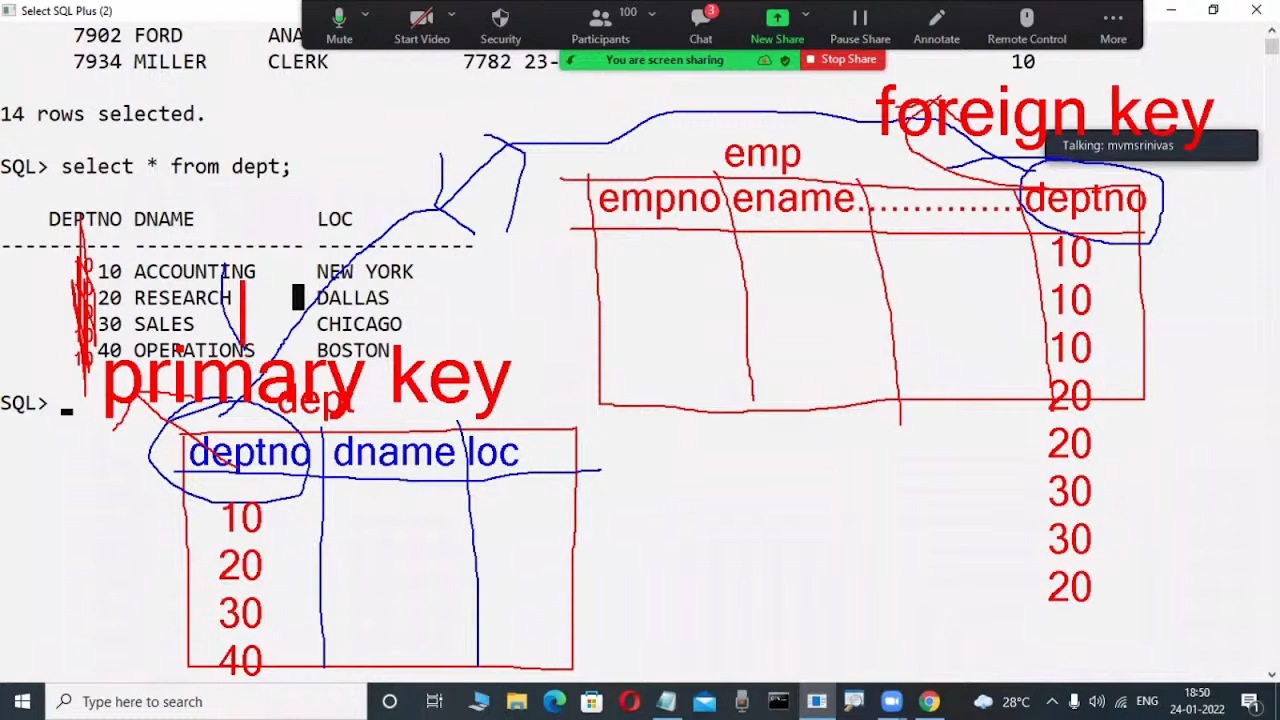 Select SQL Plus (2)
7902 FORD ANA
7934 MILLER CLERK 7782 23- 10
Mute
Start Video
Security
100
Participants
3
Chat
New Share
Pause Share
Annotate
Remote Control
More
You are screen sharing
Stop Share
14 rows selected.
foreign key
Talking: mvmsrinivas
SQL> select * from dept;
emp
empno ename...............deptno
DEPTNO DNAME LOC
---------- -------------- -------------
10 ACCOUNTING NEW YORK
20 RESEARCH DALLAS
30 SALES CHICAGO
40 OPERATIONS BOSTON
10
10
10
20
20
30
30
20
primary key
SQL> _
dept
deptno dname loc
10
20
30
40
Type here to search
28°C
ENG
18:50
24-01-2022
1